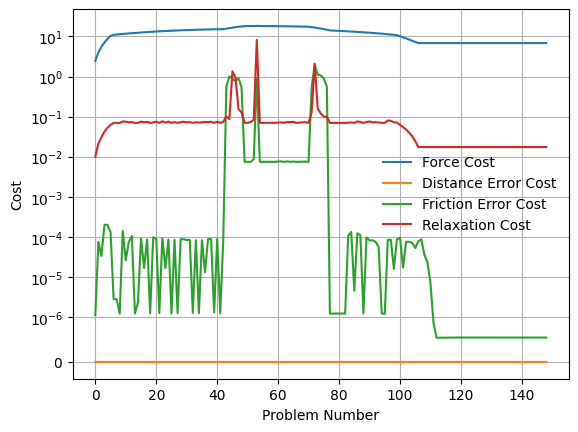 10¹
10⁰
10⁻¹
10⁻²
10⁻³
10⁻⁴
10⁻⁵
10⁻⁶
0
Cost
Force Cost
Distance Error Cost
Friction Error Cost
Relaxation Cost
0 20 40 60 80 100 120 140
Problem Number